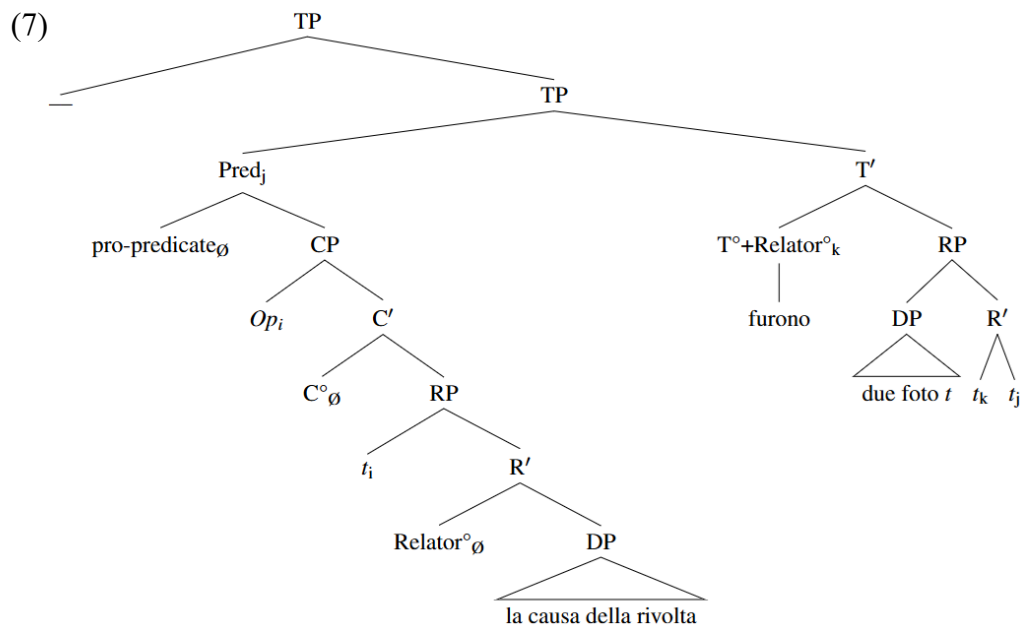 (7)
TP
— TP
Predⱼ T′
pro-predicate∅ CP T°+Relator°ₖ RP
Opᵢ C′ furono DP R′
C°∅ RP due foto t tₖ tⱼ
tᵢ R′
Relator°∅ DP
la causa della rivolta